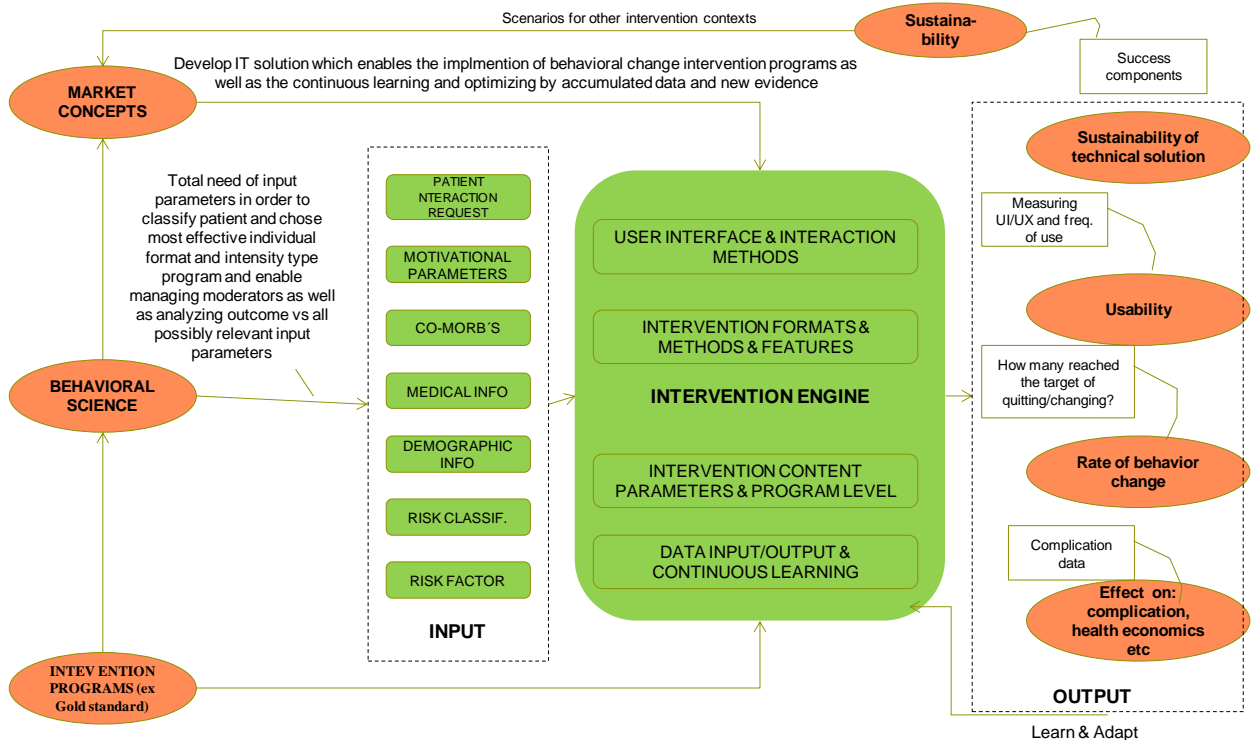 Scenarios for other intervention contexts
Sustaina-
bility
Develop IT solution which enables the implmention of behavioral change intervention programs as
well as the continuous learning and optimizing by accumulated data and new evidence
Success
components
MARKET
CONCEPTS
Total need of input
parameters in order to
classify patient and chose
most effective individual
format and intensity type
program and enable
managing moderators as well
as analyzing outcome vs all
possibly relevant input
parameters
BEHAVIORAL
SCIENCE
INTEV ENTION
PROGRAMS (ex
Gold standard)
PATIENT
NTERACTION
REQUEST
MOTIVATIONAL
PARAMETERS
CO-MORB´S
MEDICAL INFO
DEMOGRAPHIC
INFO
RISK CLASSIF.
RISK FACTOR
INPUT
USER INTERFACE & INTERACTION
METHODS
INTERVENTION FORMATS &
METHODS & FEATURES
INTERVENTION ENGINE
INTERVENTION CONTENT
PARAMETERS & PROGRAM LEVEL
DATA INPUT/OUTPUT &
CONTINUOUS LEARNING
Sustainability of
technical solution
Measuring
UI/UX and freq.
of use
Usability
How many reached
the target of
quitting/changing?
Rate of behavior
change
Complication
data
Effect on:
complication,
health economics
etc
OUTPUT
Learn & Adapt